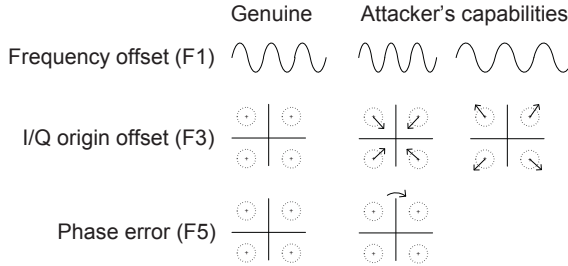 Genuine Attacker's capabilities
Frequency offset (F1)
I/Q origin offset (F3)
Phase error (F5)